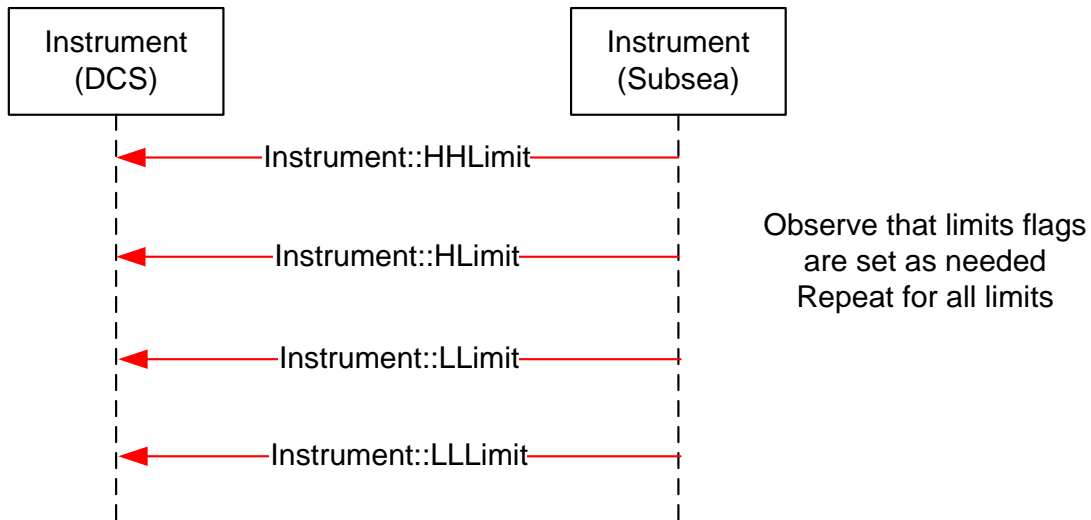 Instrument
(DCS)
Instrument
(Subsea)
Instrument::HHLimit
Instrument::HLimit
Instrument::LLimit
Instrument::LLLimit
Observe that limits flags
are set as needed
Repeat for all limits